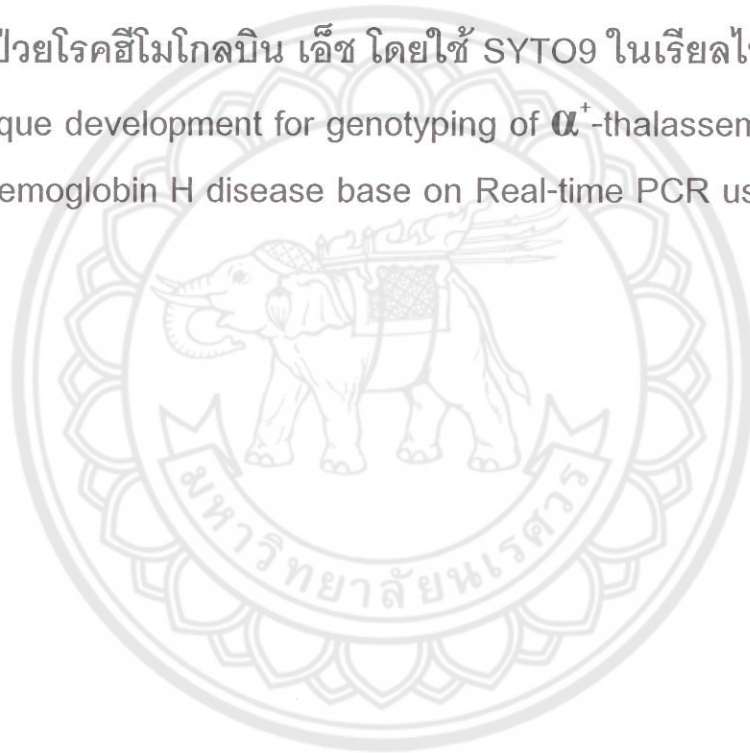 ป่วยโรคฮีโมโกลบิน เอ็ช โดยใช้ SYTO9 ในเรียลไ
que development for genotyping of α⁺-thalassem
emoglobin H disease base on Real-time PCR us
มหาวิทยาลัยนเรศวร